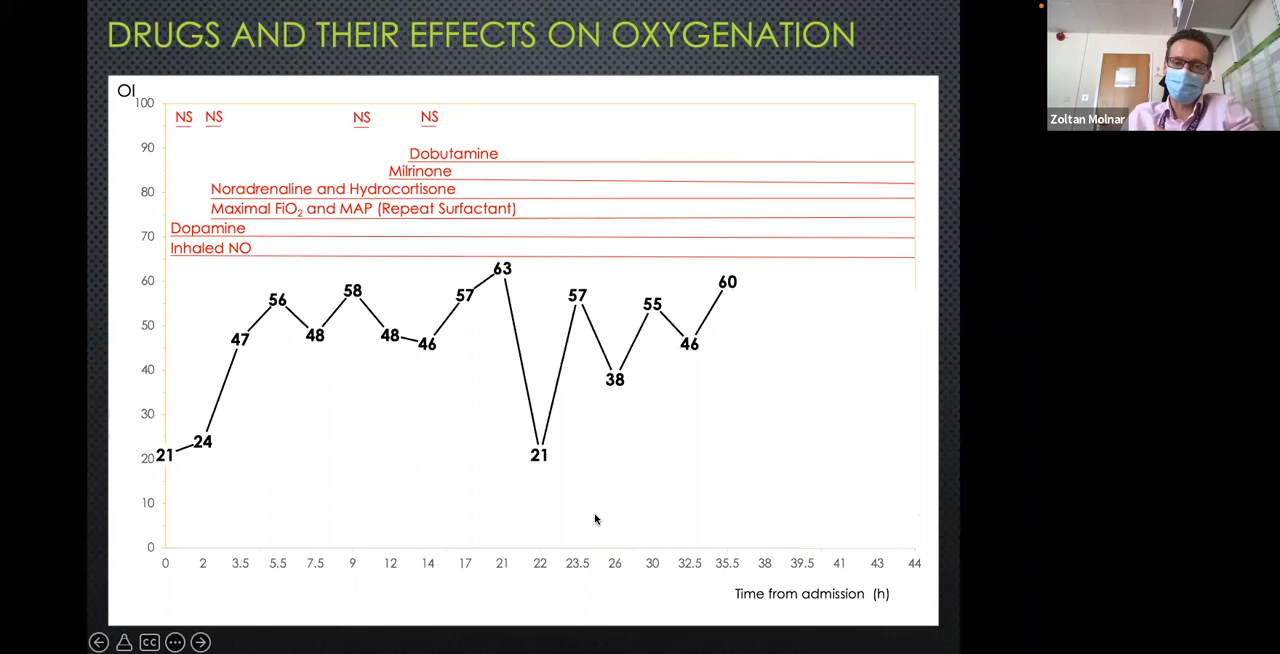 DRUGS AND THEIR EFFECTS ON OXYGENATION
Zoltan Molnar
OI
100
NS NS NS NS
90
Dobutamine
Milrinone
80
Noradrenaline and Hydrocortisone
Maximal FiO₂ and MAP (Repeat Surfactant)
70
Dopamine
Inhaled NO
60
50
40
30
20
10
0
21 24 47 56 48 58 48 46 57 63 21 57 38 55 46 60
0 2 3.5 5.5 7.5 9 12 14 17 21 22 23.5 26 30 32.5 35.5 38 39.5 41 43 44
Time from admission (h)
CC